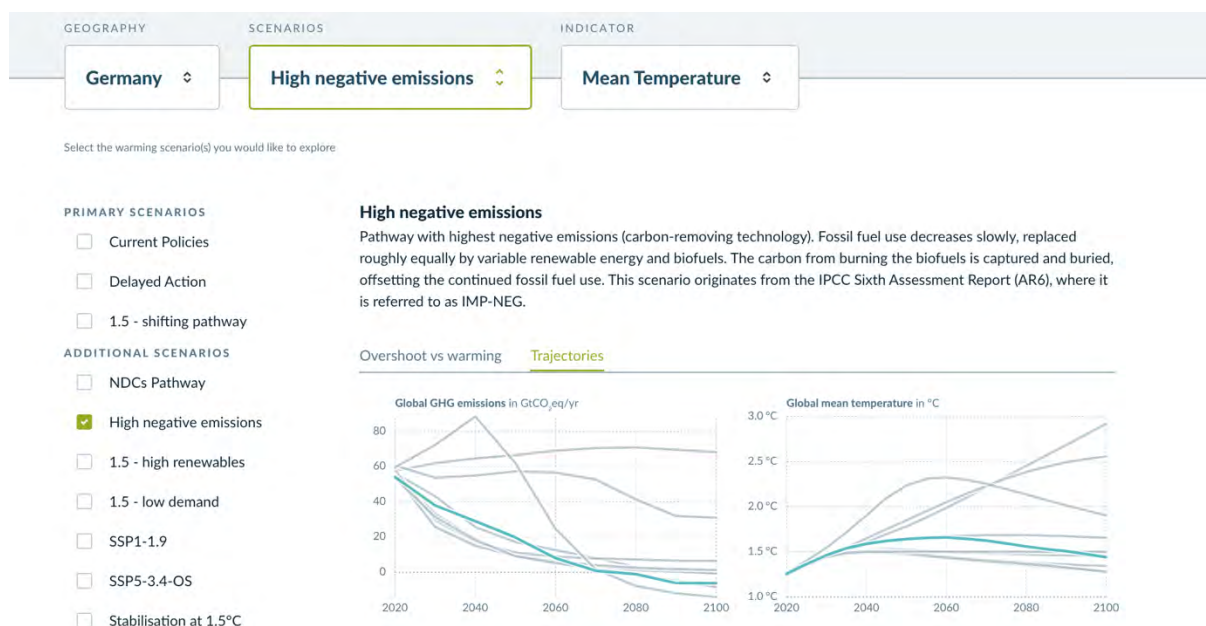 GEOGRAPHY
SCENARIOS
INDICATOR
Germany
High negative emissions
Mean Temperature
Select the warming scenario(s) you would like to explore
PRIMARY SCENARIOS
Current Policies
Delayed Action
1.5 - shifting pathway
ADDITIONAL SCENARIOS
NDCs Pathway
High negative emissions
1.5 - high renewables
1.5 - low demand
SSP1-1.9
SSP5-3.4-OS
Stabilisation at 1.5°C
High negative emissions
Pathway with highest negative emissions (carbon-removing technology). Fossil fuel use decreases slowly, replaced
roughly equally by variable renewable energy and biofuels. The carbon from burning the biofuels is captured and buried,
offsetting the continued fossil fuel use. This scenario originates from the IPCC Sixth Assessment Report (AR6), where it
is referred to as IMP-NEG.
Overshoot vs warming
Trajectories
Global GHG emissions in GtCO₂eq/yr
80
60
40
20
0
2020 2040 2060 2080 2100
Global mean temperature in °C
3.0 °C
2.5 °C
2.0 °C
1.5 °C
1.0 °C
2020 2040 2060 2080 2100